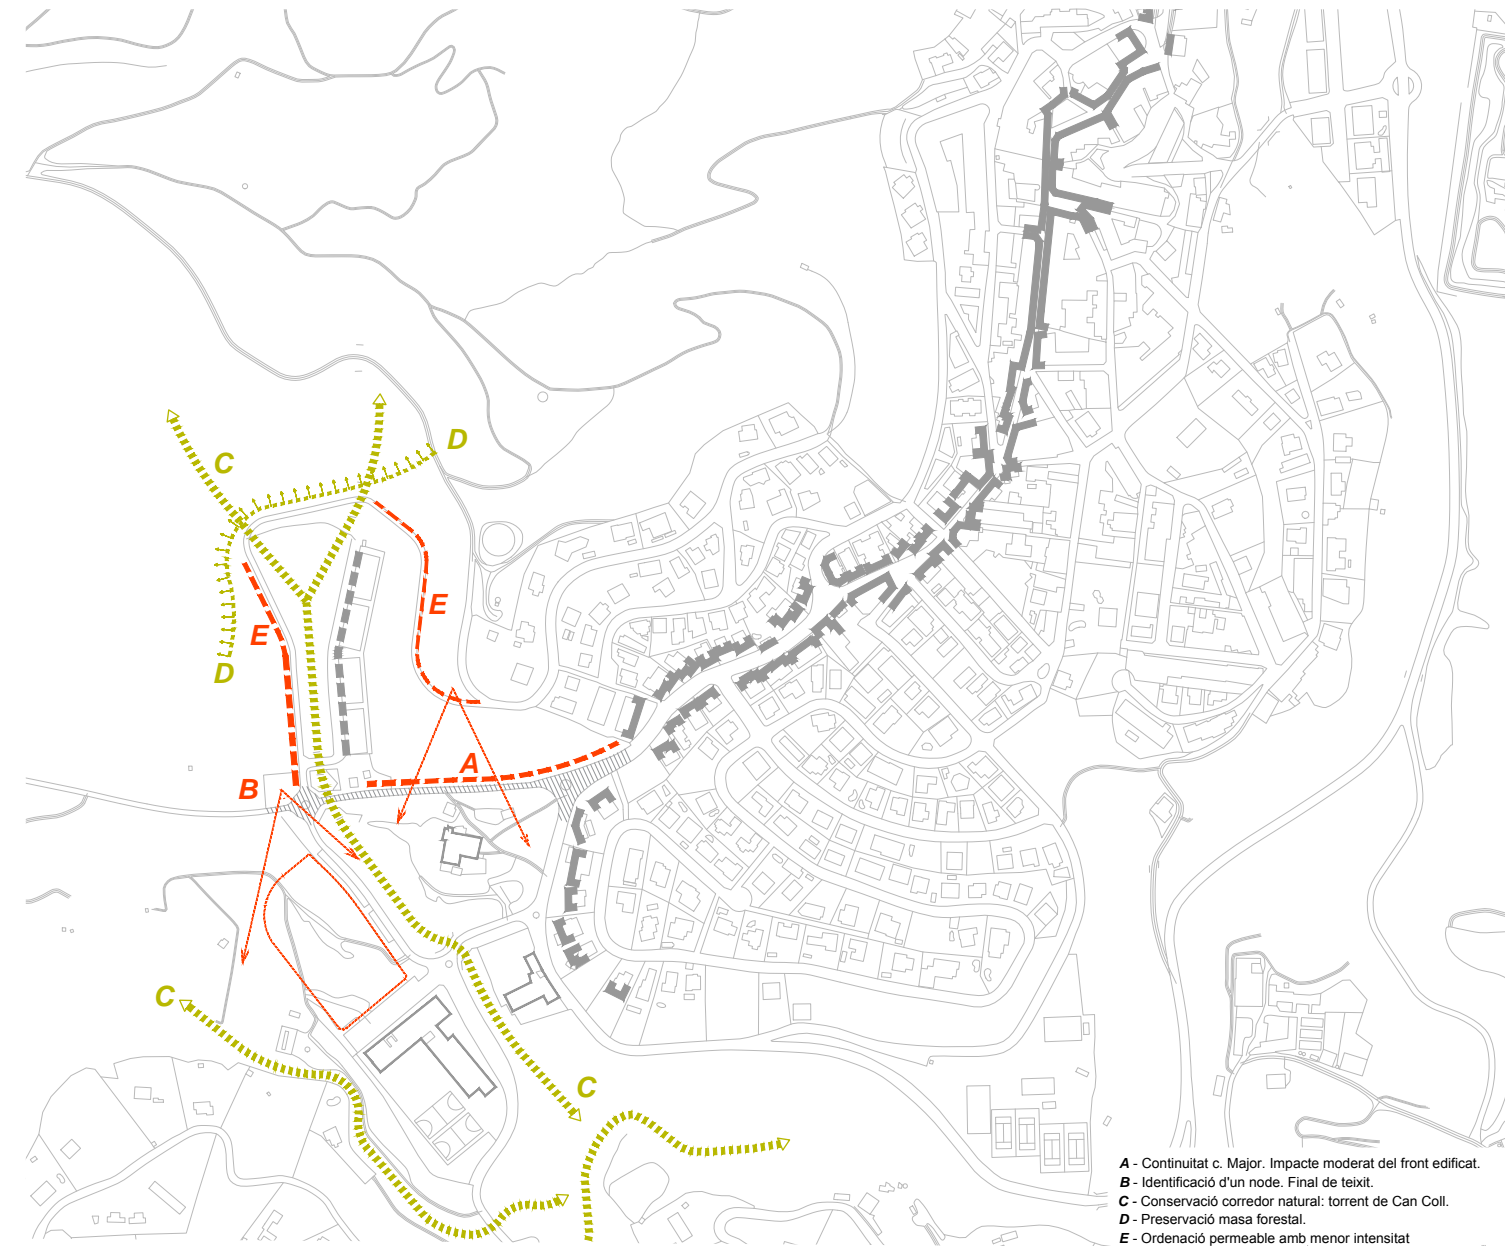 D
C
E
E
D
A
B
C
C
A - Continuitat c. Major. Impacte moderat del front edificat.
B - Identificació d'un node. Final de teixit.
C - Conservació corredor natural: torrent de Can Coll.
D - Preservació masa forestal.
E - Ordenació permeable amb menor intensitat